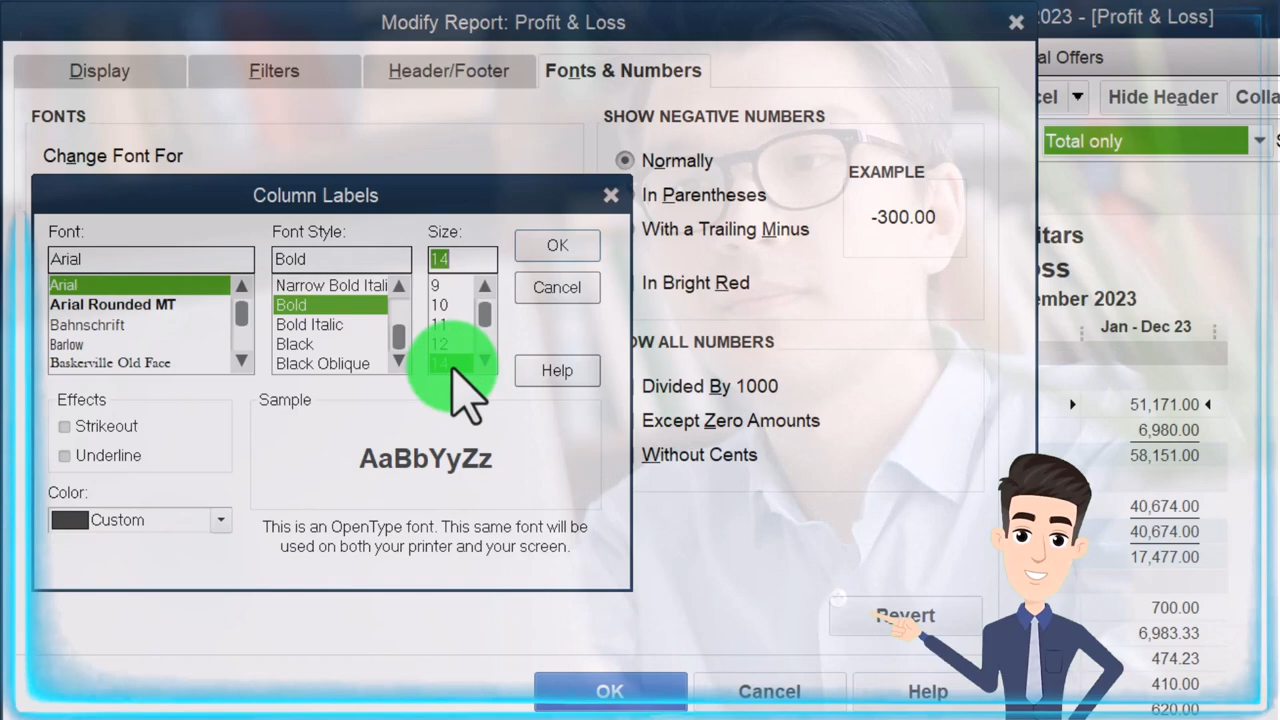 Modify Report: Profit & Loss
2023 - [Profit & Loss]
al Offers
Display
Filters
Header/Footer
Fonts & Numbers
cel
Hide Header
Colla
Total only
S
FONTS
Change Font For
SHOW NEGATIVE NUMBERS
Normally
In Parentheses
With a Trailing Minus
In Bright Red
EXAMPLE
-300.00
OW ALL NUMBERS
Divided By 1000
Except Zero Amounts
Without Cents
Column Labels
Font:
Font Style:
Size:
Arial
Bold
14
OK
Arial
Arial Rounded MT
Bahnschrift
Barlow
Baskerville Old Face
Narrow Bold Itali
Bold
Bold Italic
Black
Black Oblique
9
10
11
12
14
Cancel
Help
Effects
Strikeout
Underline
Sample
AaBbYyZz
Color:
Custom
This is an OpenType font. This same font will be
used on both your printer and your screen.
Revert
OK
Cancel
Help
itars
oss
ember 2023
Jan - Dec 23
51,171.00
6,980.00
58,151.00
40,674.00
40,674.00
17,477.00
700.00
6,983.33
474.23
410.00
620.00